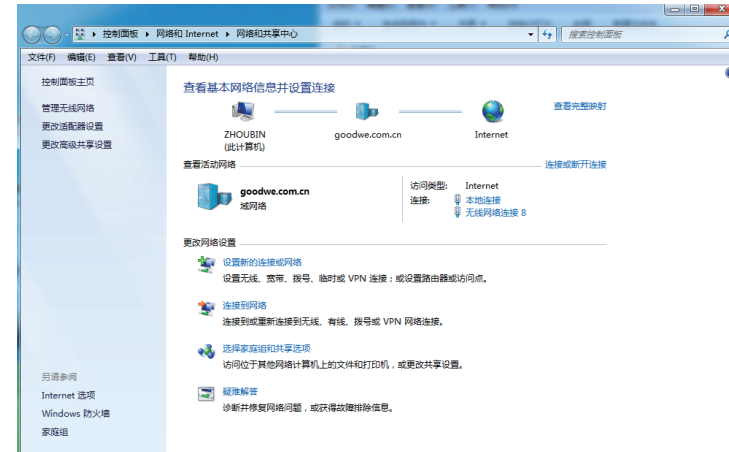 控制面板 ▸ 网络和 Internet ▸ 网络和共享中心
搜索控制面板
文件(F) 编辑(E) 查看(V) 工具(T) 帮助(H)
控制面板主页
管理无线网络
更改适配器设置
更改高级共享设置
查看基本网络信息并设置连接
ZHOUBIN
(此计算机)
goodwe.com.cn
Internet
查看完整映射
查看活动网络
连接或断开连接
goodwe.com.cn
域网络
访问类型: Internet
连接: 本地连接
无线网络连接 8
更改网络设置
设置新的连接或网络
设置无线、宽带、拨号、临时或 VPN 连接；或设置路由器或访问点。
连接到网络
连接到或重新连接到无线、有线、拨号或 VPN 网络连接。
选择家庭组和共享选项
访问位于其他网络计算机上的文件和打印机，或更改共享设置。
疑难解答
诊断并修复网络问题，或获得故障排除信息。
另请参阅
Internet 选项
Windows 防火墙
家庭组